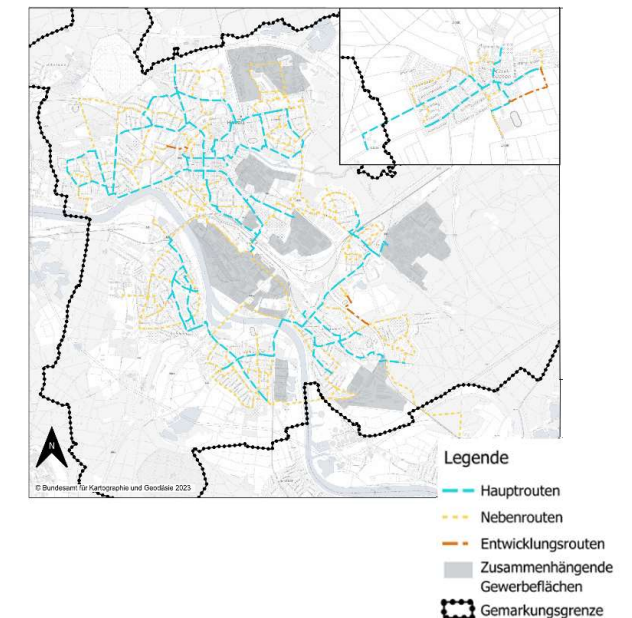 N
© Bundesamt für Kartographie und Geodäsie 2023
Legende
Hauptrouten
Nebenrouten
Entwicklungsrouten
Zusammenhängende
Gewerbeflächen
Gemarkungsgrenze